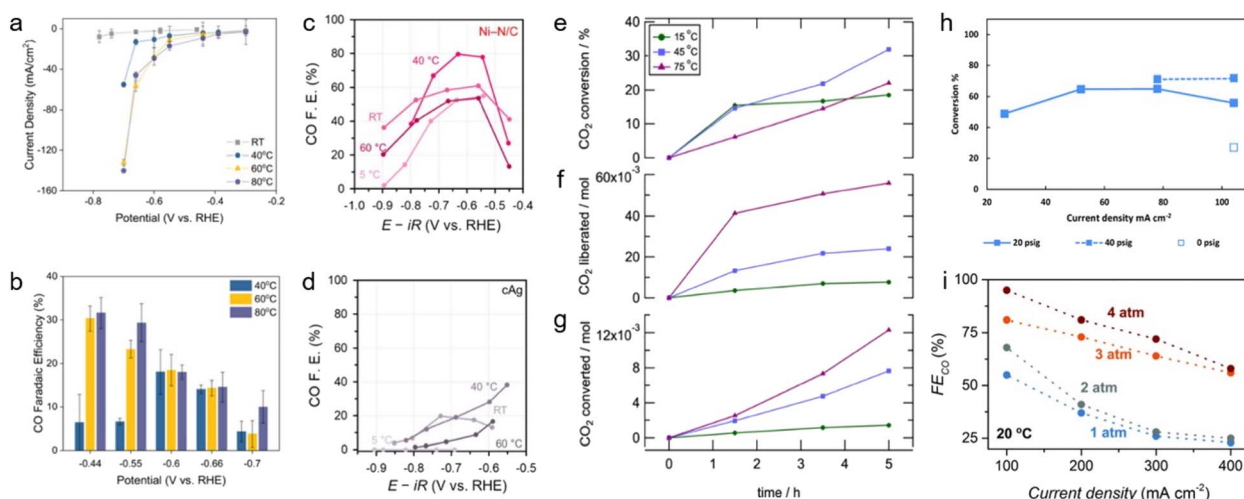 a
Current Density (mA/cm²)
0
-40
-80
-120
-160
-0.8
-0.6
-0.4
-0.2
Potential (V vs. RHE)
RT
40°C
60°C
80°C
b
CO Faradaic Efficiency (%)
40
30
20
10
0
40°C
60°C
80°C
-0.44
-0.55
-0.6
-0.66
-0.7
Potential (V vs. RHE)
c
Ni–N/C
CO F. E. (%)
100
80
60
40
20
0
40 °C
RT
60 °C
5 °C
-0.9
-0.8
-0.7
-0.6
-0.5
-0.4
E − iR (V vs. RHE)
d
cAg
CO F. E. (%)
100
80
60
40
20
0
40 °C
RT
5 °C
60 °C
-0.9
-0.8
-0.7
-0.6
-0.5
E − iR (V vs. RHE)
e
CO₂ conversion / %
40
30
20
10
0
15 °C
45 °C
75 °C
f
CO₂ liberated / mol
60x10⁻³
40
20
0
g
CO₂ converted / mol
12x10⁻³
8
4
0
0
1
2
3
4
5
time / h
h
Conversion %
100
80
60
40
20
0
20
40
60
80
100
Current density mA cm⁻²
20 psig
40 psig
0 psig
i
FE_CO (%)
100
75
50
25
4 atm
3 atm
2 atm
1 atm
20 °C
100
200
300
400
Current density (mA cm⁻²)